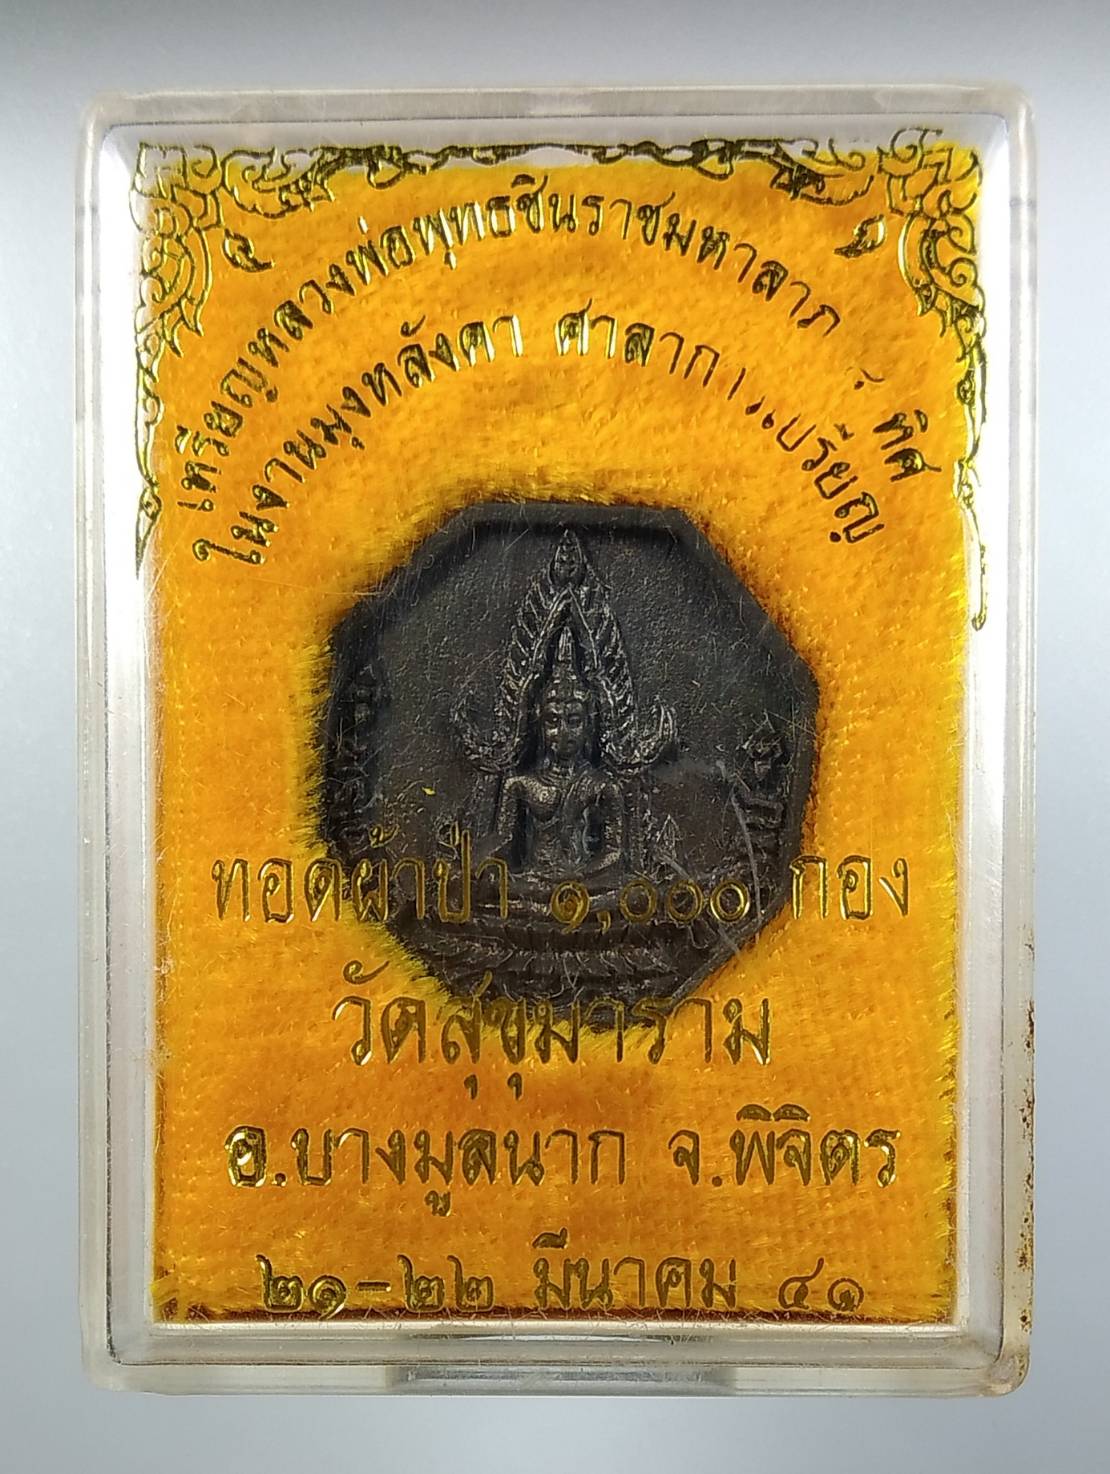 เหรียญหลวงพ่อพุทธชินราชมหาลาภ ทิศ
ในงานมุงหลังคา ศาลาการเปรียญ
ทอดผ้าป่า ๑,๐๐๐ กอง
วัดสุขุมาราม
อ.บางมูลนาก จ.พิจิตร
๒๑-๒๒ มีนาคม ๔๑